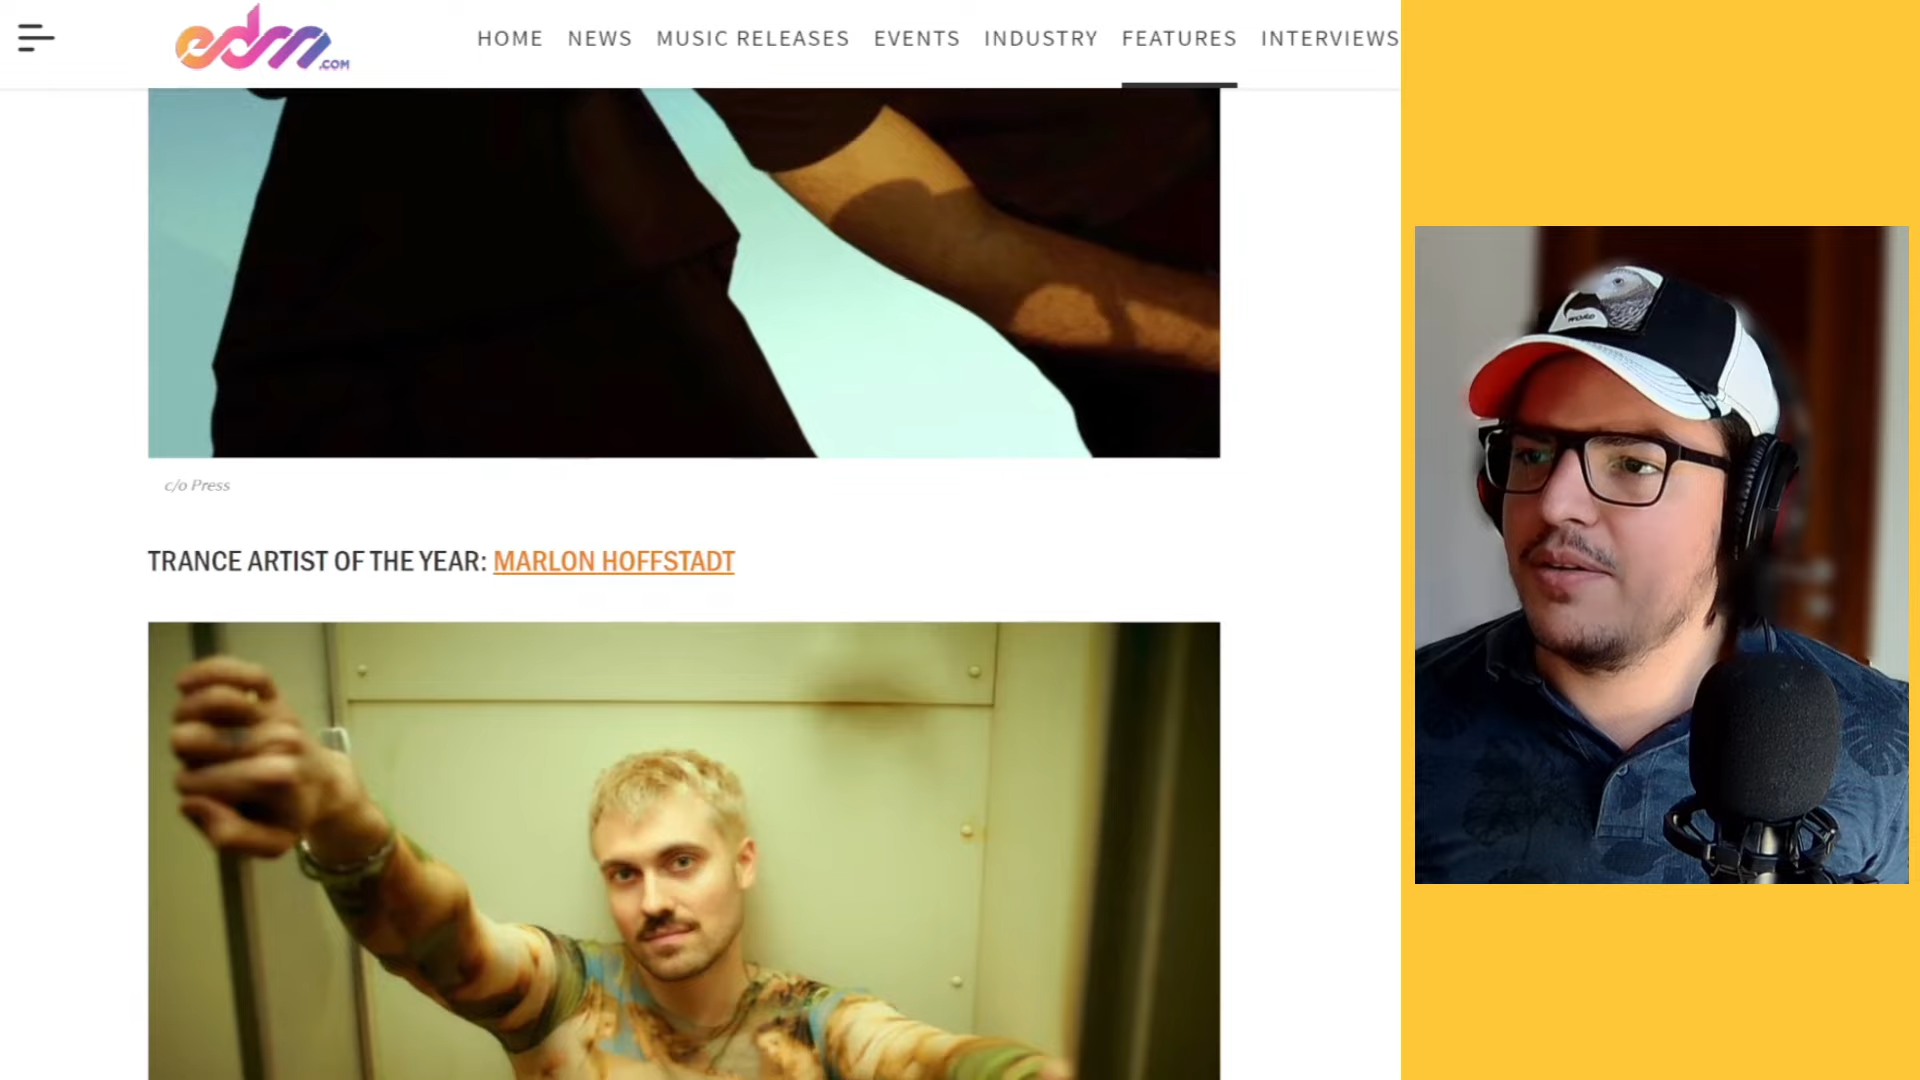 edm.COM
HOME NEWS MUSIC RELEASES EVENTS INDUSTRY FEATURES INTERVIEWS
c/o Press
TRANCE ARTIST OF THE YEAR: MARLON HOFFSTADT